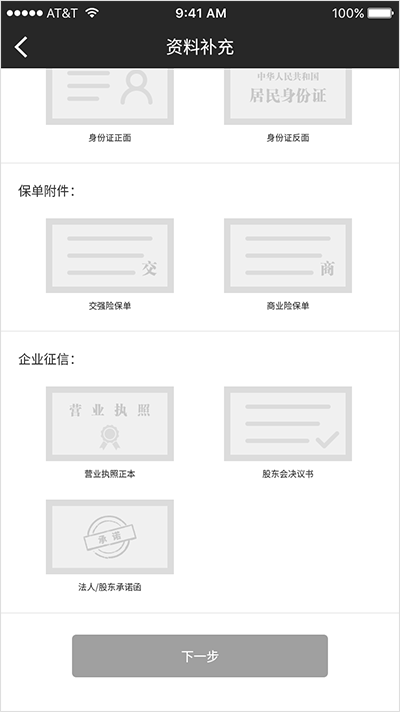 AT&T 9:41 AM 100%
资料补充
中华人民共和国
居民身份证
身份证正面 身份证反面
保单附件：
交 商
交强险保单 商业险保单
企业征信：
营业执照
营业执照正本 股东会决议书
承诺
法人/股东承诺函
下一步